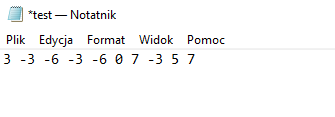 *test — Notatnik
Plik Edycja Format Widok Pomoc
3 -3 -6 -3 -6 0 7 -3 5 7